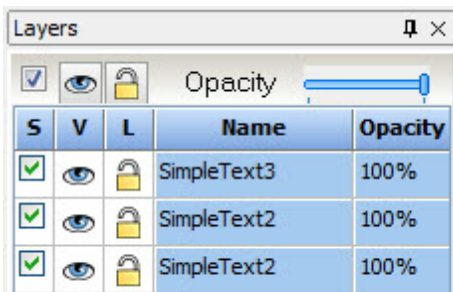 Layers
Opacity
S V L Name Opacity
SimpleText3 100%
SimpleText2 100%
SimpleText2 100%